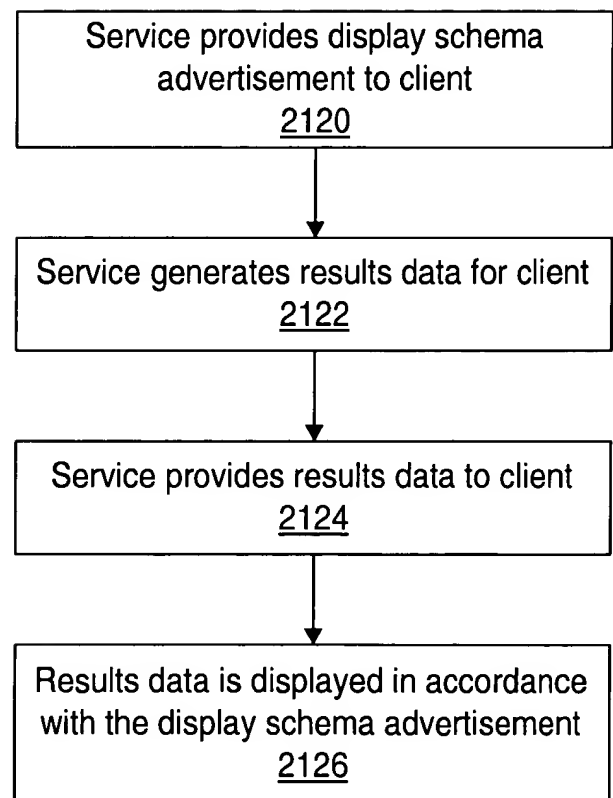 Service provides display schema
advertisement to client
2120
Service generates results data for client
2122
Service provides results data to client
2124
Results data is displayed in accordance
with the display schema advertisement
2126